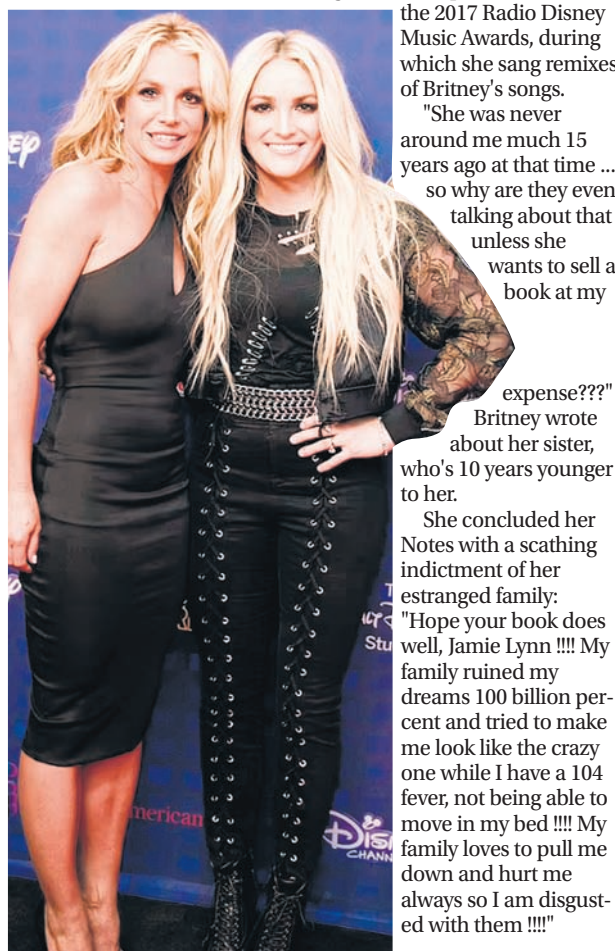 the 2017 Radio Disney
Music Awards, during
which she sang remixes
of Britney's songs.
"She was never
around me much 15
years ago at that time ...
so why are they even
talking about that
unless she
wants to sell a
book at my
expense???"
Britney wrote
about her sister,
who's 10 years younger
to her.
She concluded her
Notes with a scathing
indictment of her
estranged family:
"Hope your book does
well, Jamie Lynn !!!! My
family ruined my
dreams 100 billion per-
cent and tried to make
me look like the crazy
one while I have a 104
fever, not being able to
move in my bed !!!! My
family loves to pull me
down and hurt me
always so I am disgust-
ed with them !!!!"
Stu
merican
Dis
CHANN